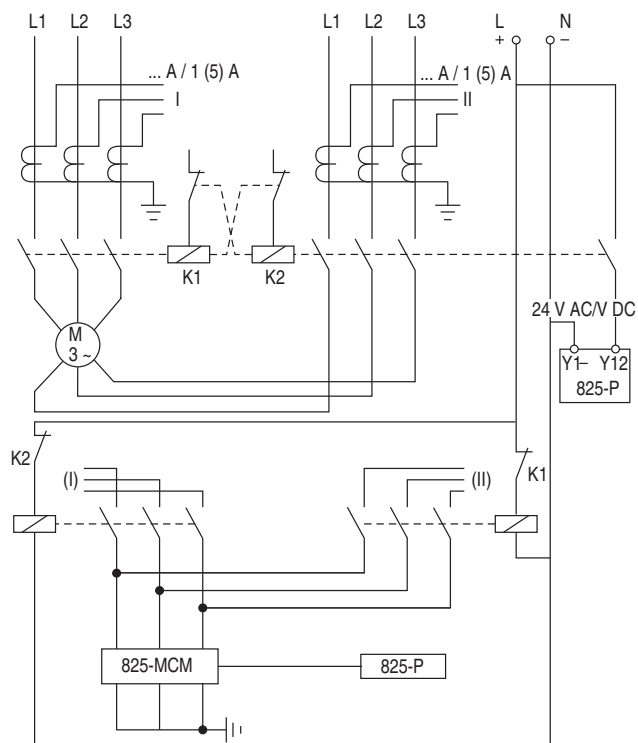 L1 L2 L3 L1 L2 L3 L N
+ –
... A / 1 (5) A ... A / 1 (5) A
I II
K1 K2
24 V AC/V DC
M
3 ~
Y1– Y12
825-P
K2 (I) (II) K1
825-MCM 825-P